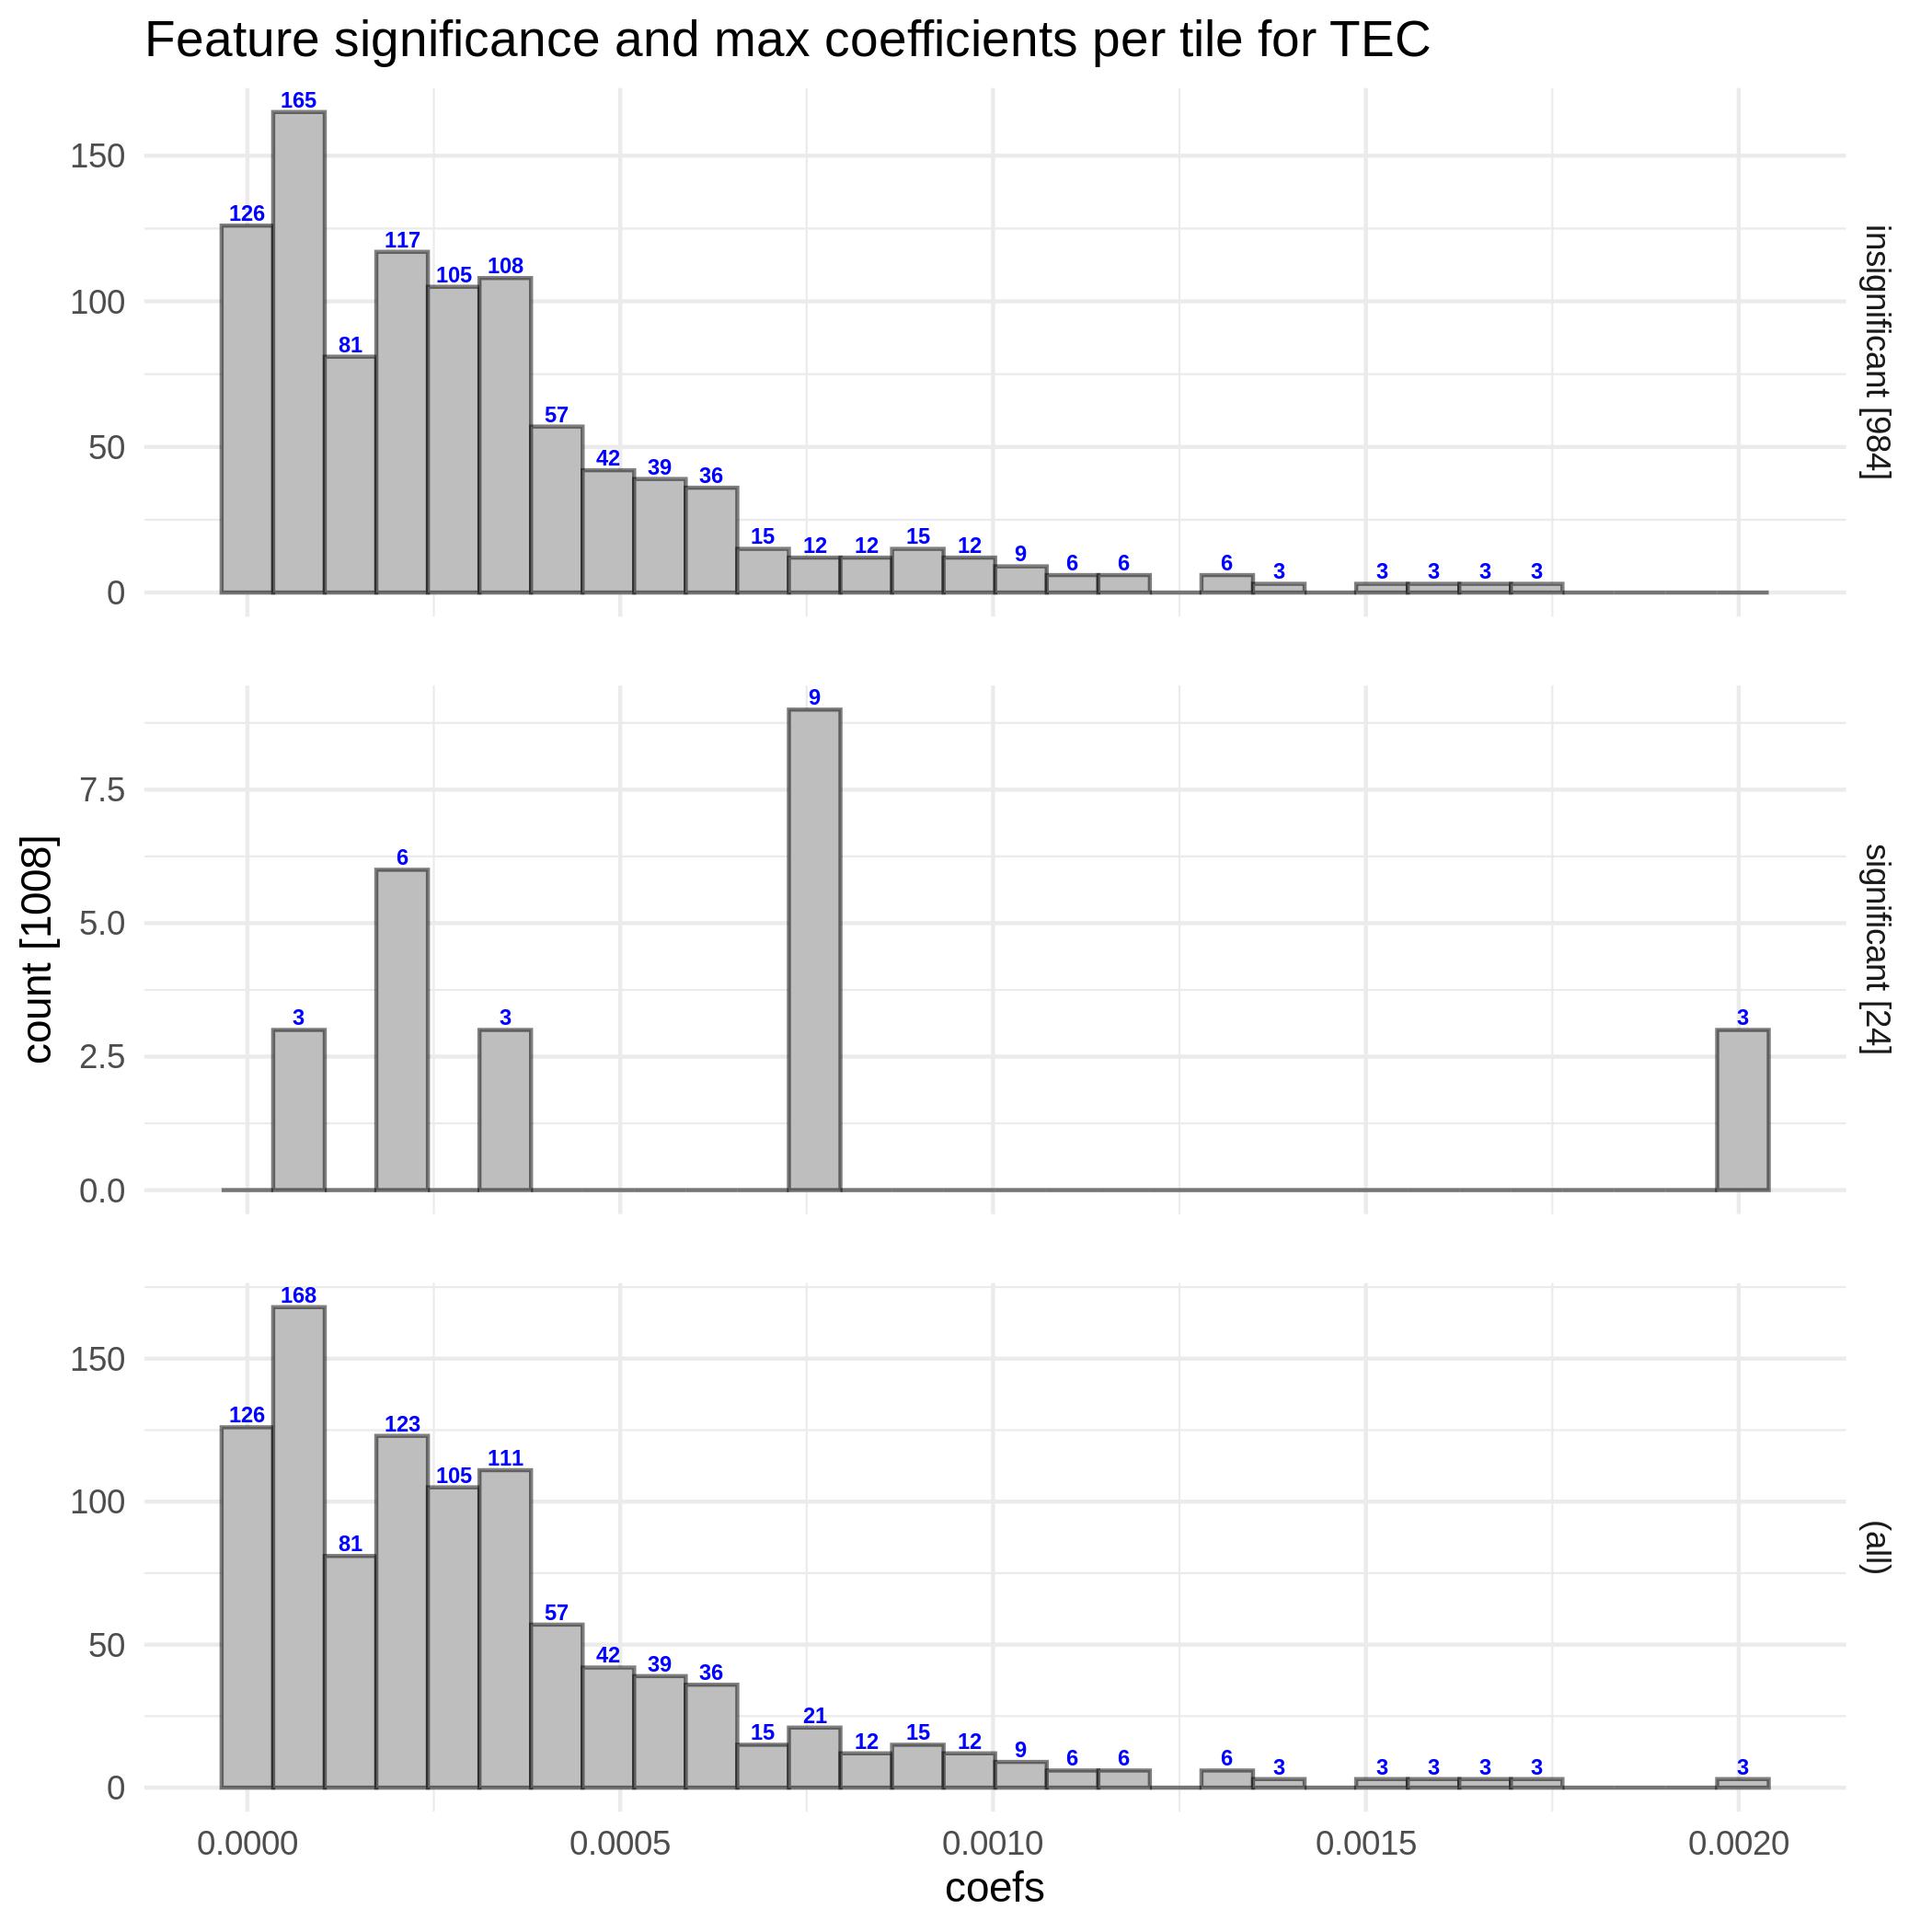 Feature significance and max coefficients per tile for TEC
165
150
126
117
105 108
100
81
57
50
42 39 36
15 12 12 15 12 9 6 6 6 3 3 3 3 3
0
insignificant [984]
9
7.5
6
5.0
3 3 3
2.5
0.0
significant [24]
count [1008]
168
150
126 123
105 111
100
81
57
50
42 39 36
15 21 12 15 12 9 6 6 6 3 3 3 3 3 3
0
(all)
0.0000 0.0005 0.0010 0.0015 0.0020
coefs